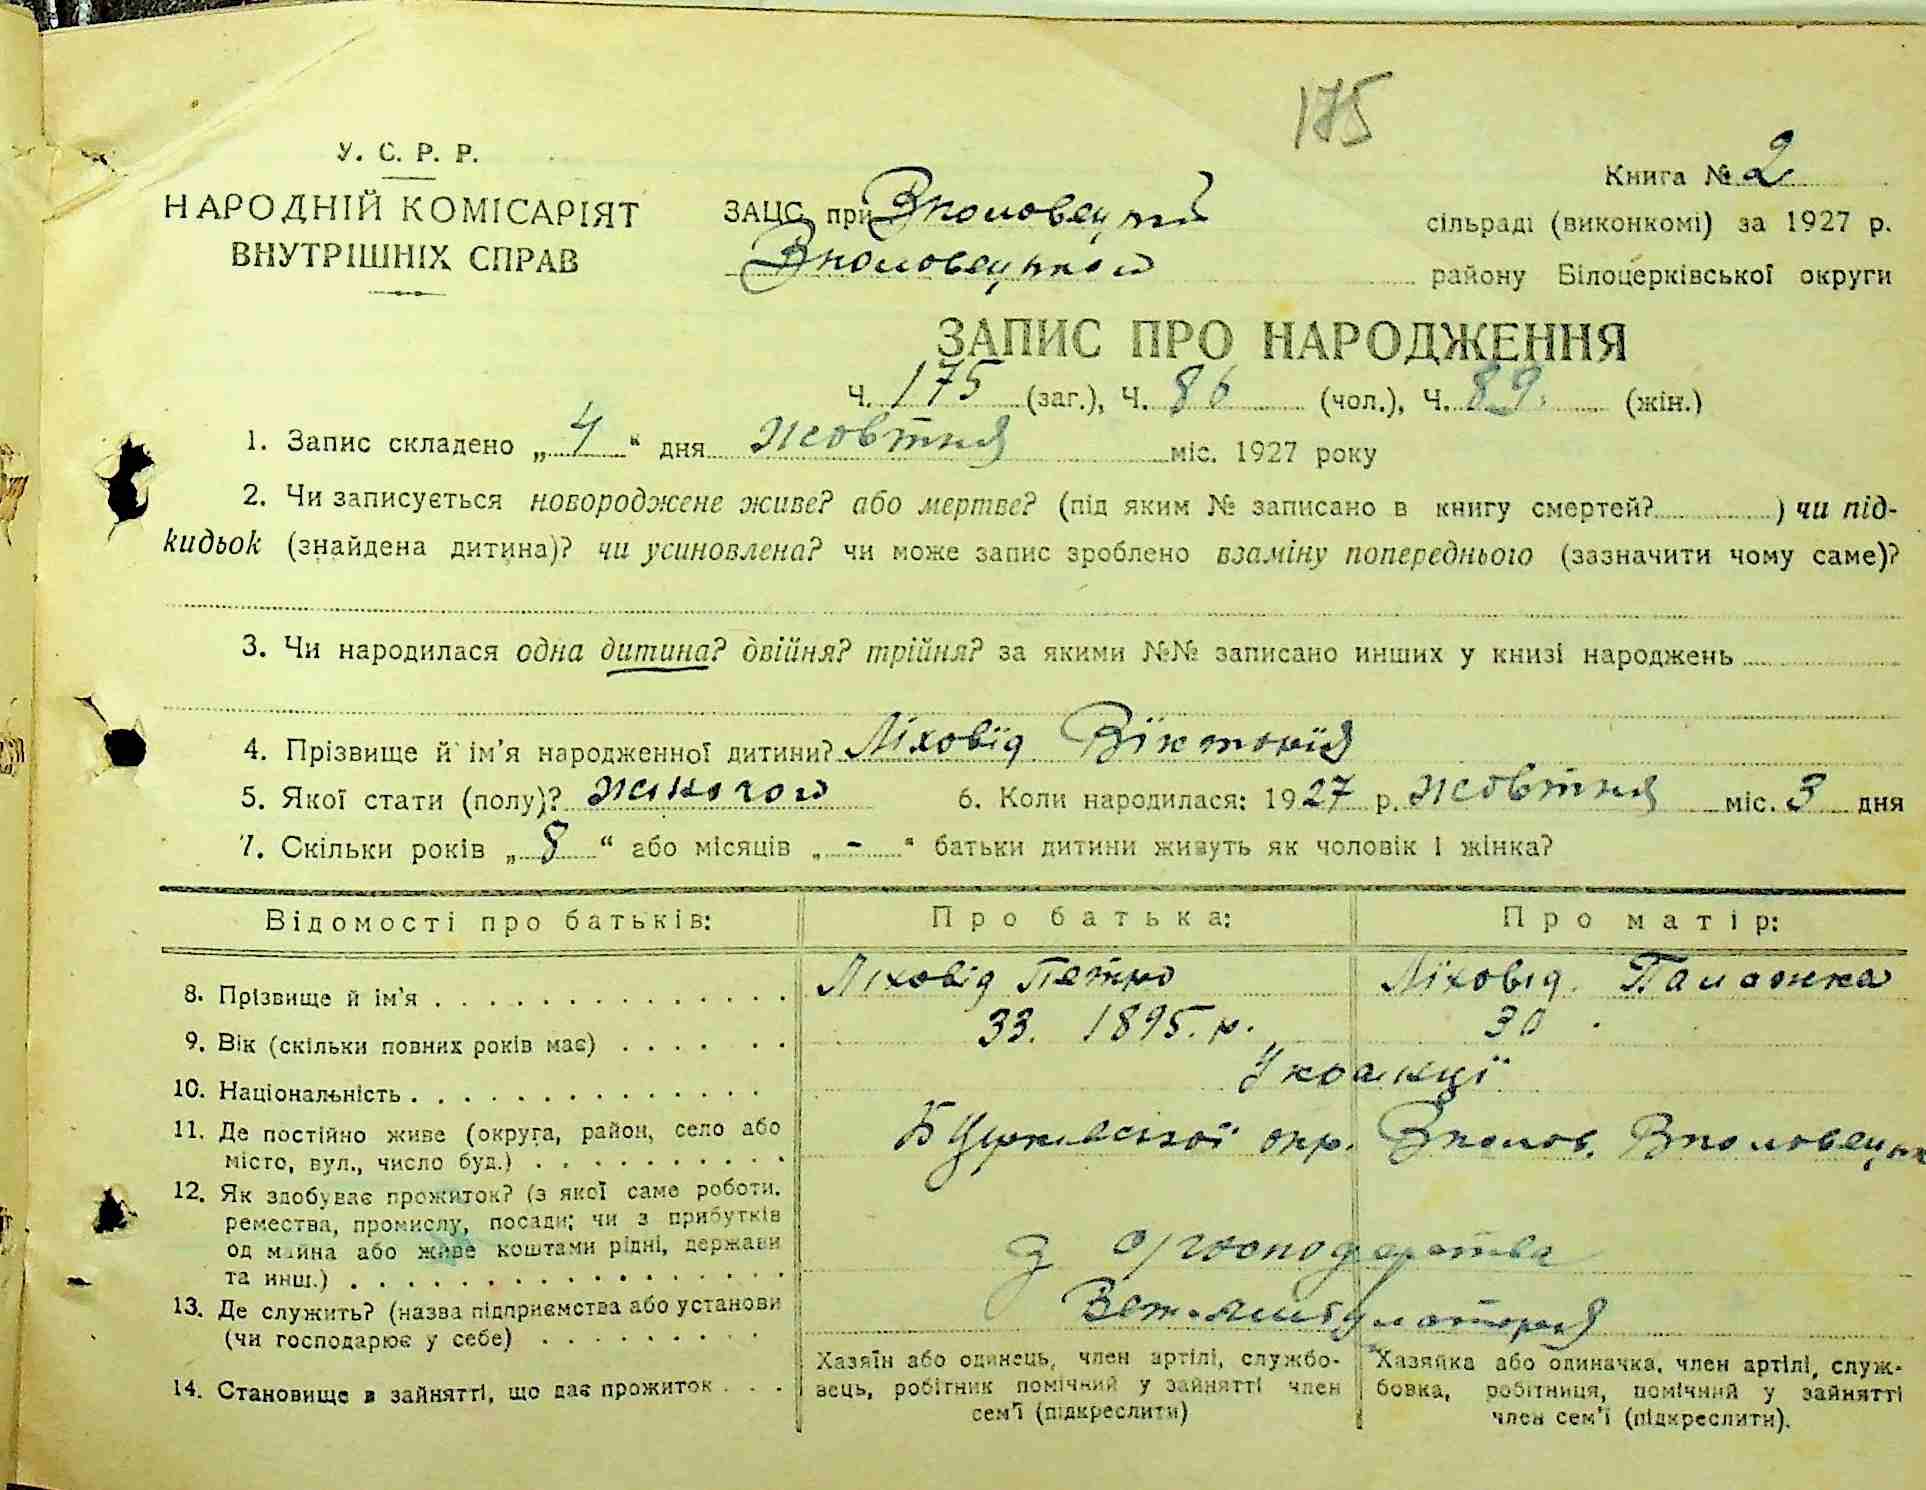 175
У. С. Р. Р.
НАРОДНІЙ КОМІСАРІЯТ
ВНУТРІШНІХ СПРАВ
Книга № 2
ЗАЦС при сільраді (виконкомі) за 1927 р.
району Білоцерківської округи
ЗАПИС ПРО НАРОДЖЕННЯ
Ч. 175 (заг.), Ч. 86 (чол.), Ч. 89. (жін.)
1. Запис складено „ 4 “ дня жовтня міс. 1927 року
2. Чи записується новороджене живе? або мертве? (під яким № записано в книгу смертей? ) чи під-
кидьок (знайдена дитина)? чи усиновлена? чи може запис зроблено взаміну попереднього (зазначити чому саме)?
3. Чи народилася одна дитина? двійня? трійня? за якими №№ записано инших у книзі народжень
4. Прізвище й ім'я народженної дитини? Ліховід Вікторія
5. Якої стати (полу)? жіночої 6. Коли народилася: 1927 р. жовтня міс. 3 дня
7. Скільки років „ 8 “ або місяців „ - “ батьки дитини живуть як чоловік і жінка?
Відомості про батьків: Про батька: Про матір:
8. Прізвище й ім'я Ліховід Петро Ліховід
9. Вік (скільки повних років має) 33. 1895. р. 30
10. Національність Українці
11. Де постійно живе (округа, район, село або
місто, вул., число буд.) Б Церківської окр.
12. Як здобуває прожиток? (з якої саме роботи,
ремества, промислу, посади; чи з прибутків
од майна або живе коштами рідні, держави
та инш.) з с/господарства
13. Де служить? (назва підприємства або установи
(чи господарює у себе) Вет. амбулаторія
14. Становище в зайнятті, що дає прожиток
Хазяїн або одинець, член артілі, службо-
вець, робітник помічний у зайнятті член
сем'ї (підкреслити)
Хазяйка або одиначка, член артілі, служ-
бовка, робітниця, помічний у зайнятті
член сем'ї (підкреслити).